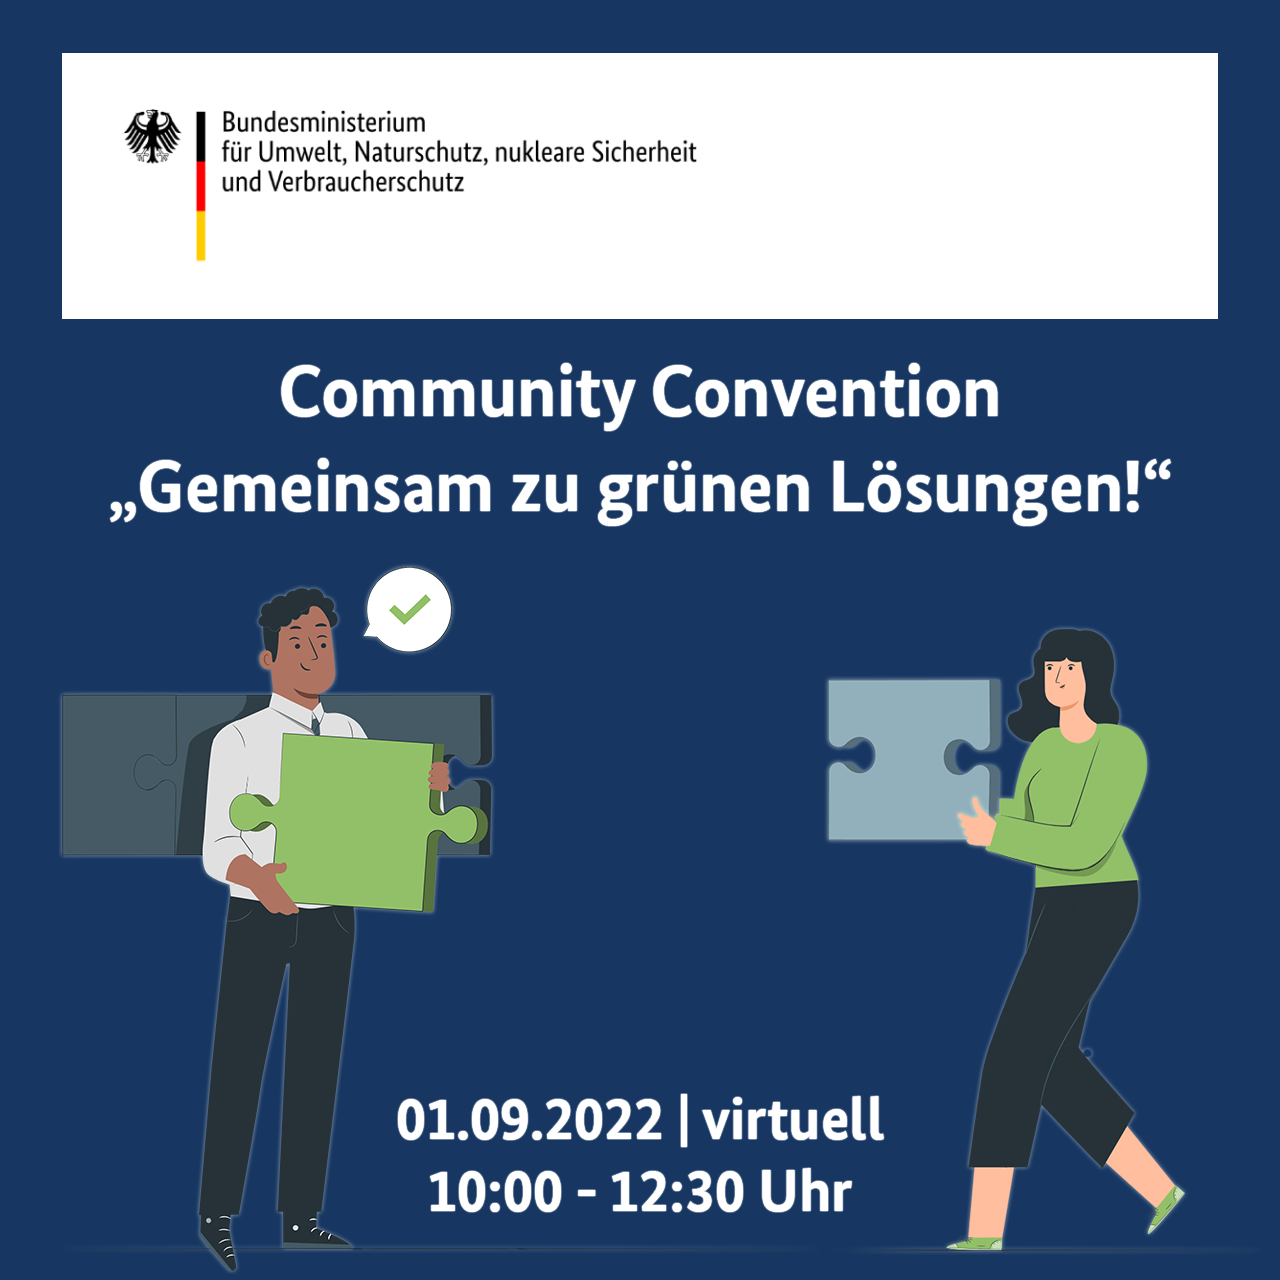 Bundesministerium
für Umwelt, Naturschutz, nukleare Sicherheit
und Verbraucherschutz
Community Convention
„Gemeinsam zu grünen Lösungen!“
01.09.2022 | virtuell
10:00 - 12:30 Uhr